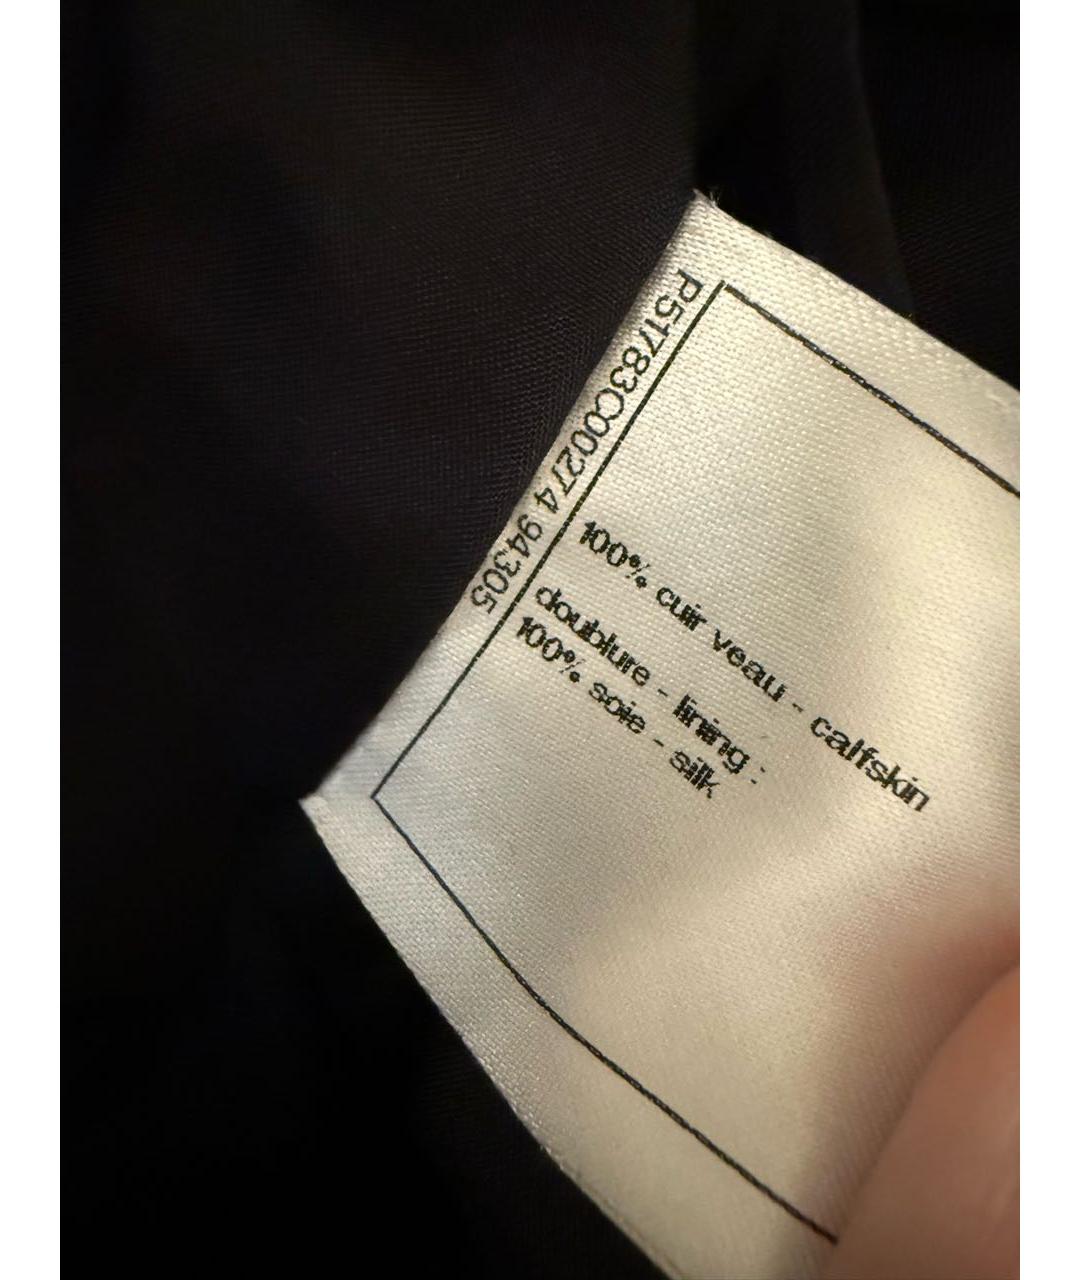 P51783C00274 94305
100% cuir veau - calfskin
doublure - lining :
100% soie - silk